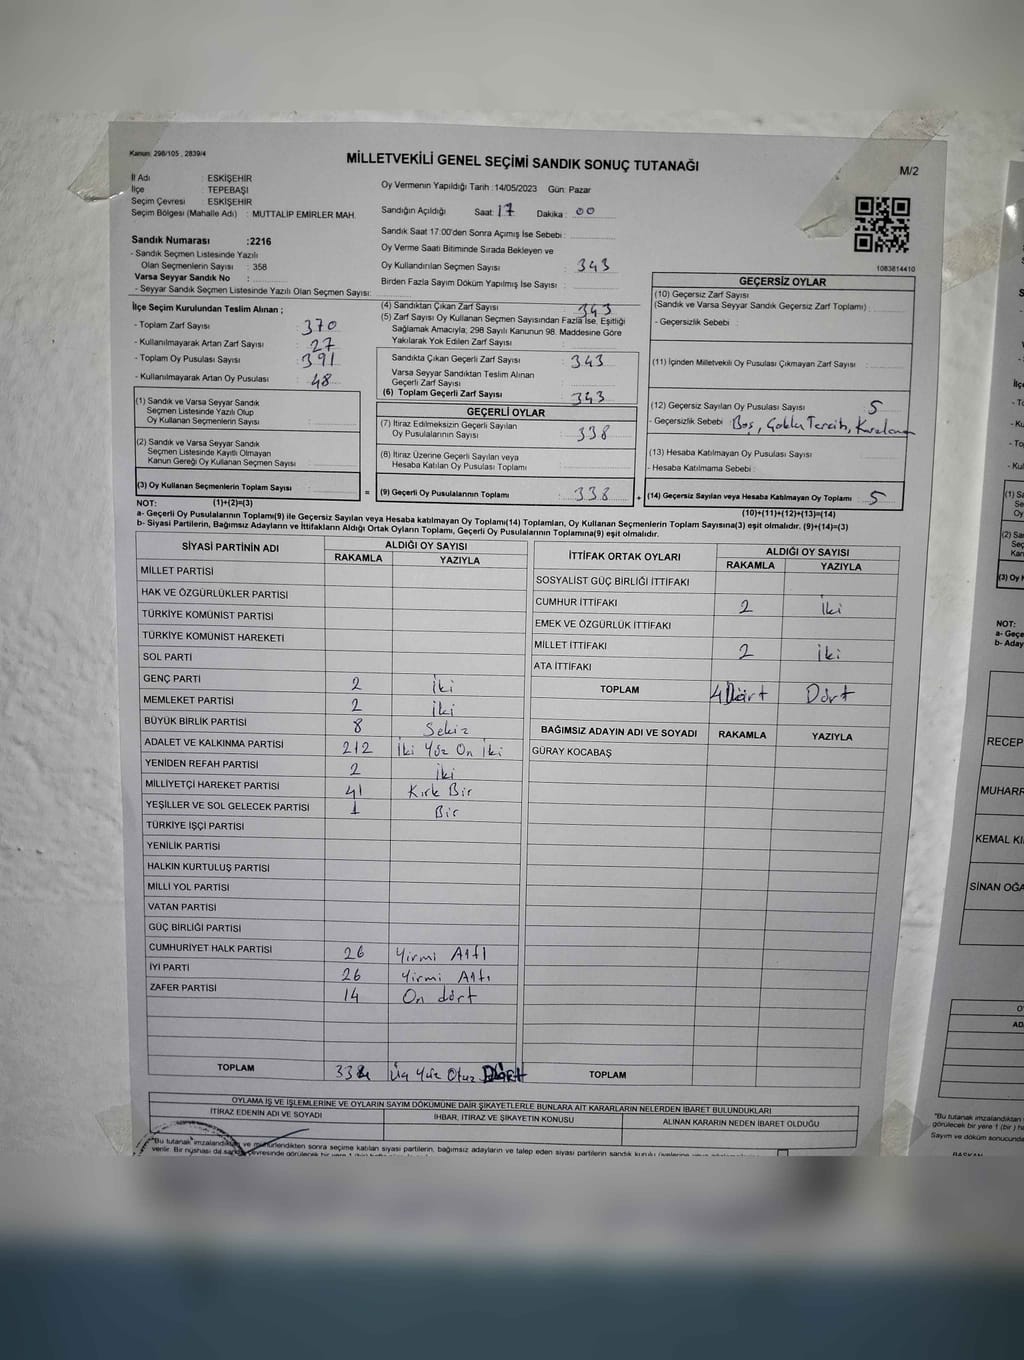 Kanun: 298/105 , 2839/4
MİLLETVEKİLİ GENEL SEÇİMİ SANDIK SONUÇ TUTANAĞI
M/2
İl Adı : ESKİŞEHİR
İlçe : TEPEBAŞI
Seçim Çevresi : ESKİŞEHİR
Seçim Bölgesi (Mahalle Adı) : MUTTALIP EMIRLER MAH.
Sandık Numarası :2216
- Sandık Seçmen Listesinde Yazılı
Olan Seçmenlerin Sayısı : 358
Varsa Seyyar Sandık No :
- Seyyar Sandık Seçmen Listesinde Yazılı Olan Seçmen Sayısı:
Oy Vermenin Yapıldığı Tarih :14/05/2023 Gün: Pazar
Sandığın Açıldığı Saat: 17 Dakika : 00
Sandık Saat 17:00'den Sonra Açımış İse Sebebi :
Oy Verme Saati Bitiminde Sırada Bekleyen ve
Oy Kullandırılan Seçmen Sayısı : 343
Birden Fazla Sayım Döküm Yapılmış İse Sayısı :
1083814410
İlçe Seçim Kurulundan Teslim Alınan ;
- Toplam Zarf Sayısı : 370
- Kullanılmayarak Artan Zarf Sayısı : 27
- Toplam Oy Pusulası Sayısı : 391
- Kullanılmayarak Artan Oy Pusulası : 48
(1) Sandık ve Varsa Seyyar Sandık
Seçmen Listesinde Yazılı Olup
Oy Kullanan Seçmenlerin Sayısı :
(2) Sandık ve Varsa Seyyar Sandık
Seçmen Listesinde Kayıtlı Olmayan
Kanun Gereği Oy Kullanan Seçmen Sayısı :
(3) Oy Kullanan Seçmenlerin Toplam Sayısı :
(4) Sandıktan Çıkan Zarf Sayısı : 343
(5) Zarf Sayısı Oy Kullanan Seçmen Sayısından Fazla İse, Eşitliği
Sağlamak Amacıyla; 298 Sayılı Kanunun 98. Maddesine Göre
Yakılarak Yok Edilen Zarf Sayısı :
Sandıkta Çıkan Geçerli Zarf Sayısı : 343
Varsa Seyyar Sandıktan Teslim Alınan
Geçerli Zarf Sayısı :
(6) Toplam Geçerli Zarf Sayısı : 343
GEÇERLİ OYLAR
(7) İtiraz Edilmeksizin Geçerli Sayılan
Oy Pusulalarının Sayısı : 338
(8) İtiraz Üzerine Geçerli Sayılan veya
Hesaba Katılan Oy Pusulası Toplamı :
= (9) Geçerli Oy Pusulalarının Toplamı : 338
GEÇERSİZ OYLAR
(10) Geçersiz Zarf Sayısı
(Sandık ve Varsa Seyyar Sandık Geçersiz Zarf Toplamı) :
- Geçersizlik Sebebi :
(11) İçinden Milletvekili Oy Pusulası Çıkmayan Zarf Sayısı :
(12) Geçersiz Sayılan Oy Pusulası Sayısı : 5
- Geçersizlik Sebebi : Boş, Çoklu Tercih,
(13) Hesaba Katılmayan Oy Pusulası Sayısı :
- Hesaba Katılmama Sebebi :
+ (14) Geçersiz Sayılan veya Hesaba Katılmayan Oy Toplamı : 5
NOT: (1)+(2)=(3)
(10)+(11)+(12)+(13)=(14)
a- Geçerli Oy Pusulalarının Toplamı(9) ile Geçersiz Sayılan veya Hesaba katılmayan Oy Toplamı(14) Toplamları, Oy Kullanan Seçmenlerin Toplam Sayısına(3) eşit olmalıdır. (9)+(14)=(3)
b- Siyasi Partilerin, Bağımsız Adayların ve İttifakların Aldığı Ortak Oyların Toplamı, Geçerli Oy Pusulalarının Toplamına(9) eşit olmalıdır.
SİYASİ PARTİNİN ADI ALDIĞI OY SAYISI
RAKAMLA YAZIYLA
MİLLET PARTİSİ
HAK VE ÖZGÜRLÜKLER PARTİSİ
TÜRKİYE KOMÜNİST PARTİSİ
TÜRKİYE KOMÜNİST HAREKETİ
SOL PARTİ
GENÇ PARTİ 2 İki
MEMLEKET PARTİSİ 2 İki
BÜYÜK BİRLİK PARTİSİ 8 Sekiz
ADALET VE KALKINMA PARTİSİ 212 İki Yüz On İki
YENİDEN REFAH PARTİSİ 2 İki
MİLLİYETÇİ HAREKET PARTİSİ 41 Kırk Bir
YEŞİLLER VE SOL GELECEK PARTİSİ 1 Bir
TÜRKİYE İŞÇİ PARTİSİ
YENİLİK PARTİSİ
HALKIN KURTULUŞ PARTİSİ
MİLLİ YOL PARTİSİ
VATAN PARTİSİ
GÜÇ BİRLİĞİ PARTİSİ
CUMHURİYET HALK PARTİSİ 26 Yirmi Altı
İYİ PARTİ 26 Yirmi Altı
ZAFER PARTİSİ 14 On dört
TOPLAM 334 Üç Yüz Otuz Dört
İTTİFAK ORTAK OYLARI ALDIĞI OY SAYISI
RAKAMLA YAZIYLA
SOSYALIST GÜÇ BİRLİĞİ İTTİFAKI
CUMHUR İTTİFAKI 2 İki
EMEK VE ÖZGÜRLÜK İTTİFAKI
MİLLET İTTİFAKI 2 İki
ATA İTTİFAKI
TOPLAM 4 Dört Dört
BAĞIMSIZ ADAYIN ADI VE SOYADI RAKAMLA YAZIYLA
GÜRAY KOCABAŞ
TOPLAM
OYLAMA İŞ VE İŞLEMLERİNE VE OYLARIN SAYIM DÖKÜMÜNE DAİR ŞİKAYETLERLE BUNLARA AİT KARARLARIN NELERDEN İBARET BULUNDUKLARI
İTİRAZ EDENİN ADI VE SOYADI İHBAR, İTİRAZ VE ŞİKAYETİN KONUSU ALINAN KARARIN NEDEN İBARET OLDUĞU
"Bu tutanak imzalandıktan ve mühürlendikten sonra seçime katılan siyasi partilerin, bağımsız adayların ve talep eden siyasi partilerin sandık kurulu
NOT:
RECEP
MUHARR
KEMAL Kİ
SİNAN OĞA
"Bu tutanak imzalandıktan
görülecek bir yere 1 (bir)
Sayım ve döküm sonucunda